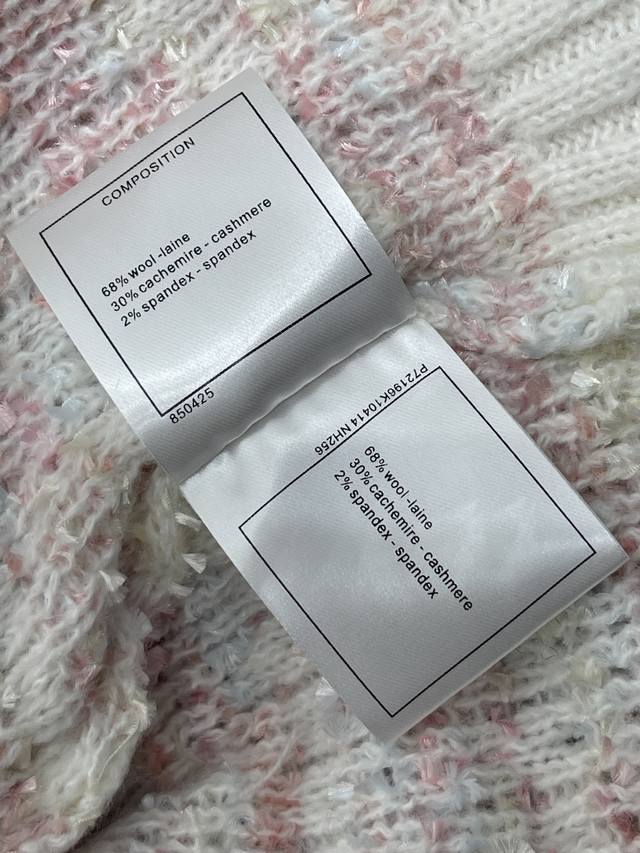 COMPOSITION
68% wool -laine
30% cachemire - cashmere
2% spandex - spandex
850425
P72196K10414 NH256
68% wool -laine
30% cachemire - cashmere
2% spandex - spandex